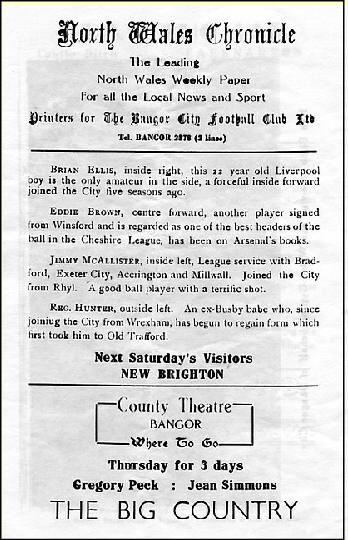 North Wales Chronicle
The Leading
North Wales Weekly Paper
For all the Local News and Sport
Printers for The Bangor City Football Club Ltd
Tel. BANGOR 2878 (2 lines)
BRIAN ELLIS, inside right, this 22 year old Liverpool
boy is the only amateur in the side, a forceful inside forward
joined the City five seasons ago.
EDDIE BROWN, centre forward, another player signed
from Winsford and is regarded as one of the best headers of the
ball in the Cheshire League, has been on Arsenal's books.
JIMMY MCALLISTER, inside left, League service with Brad-
ford, Exeter City, Accrington and Millwall. Joined the City
from Rhyl. A good ball player with a terrific shot.
REG. HUNTER, outside left. An ex-Busby babe who, since
joining the City from Wrexham, has begun to regain form which
first took him to Old Trafford.
Next Saturday's Visitors
NEW BRIGHTON
County Theatre
BANGOR
Where To Go
Thursday for 3 days
Gregory Peck : Jean Simmons
THE BIG COUNTRY